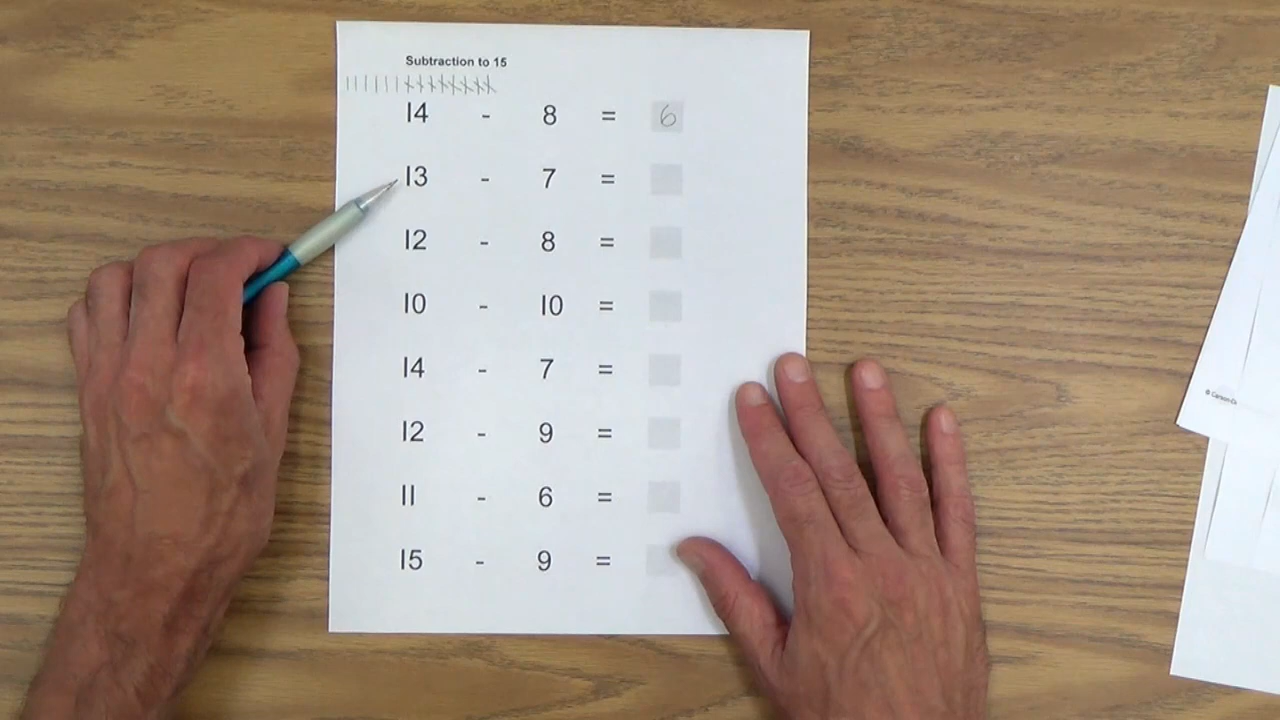 Subtraction to 15
14 - 8 = 6
13 - 7 =
12 - 8 =
10 - 10 =
14 - 7 =
12 - 9 =
11 - 6 =
15 - 9 =